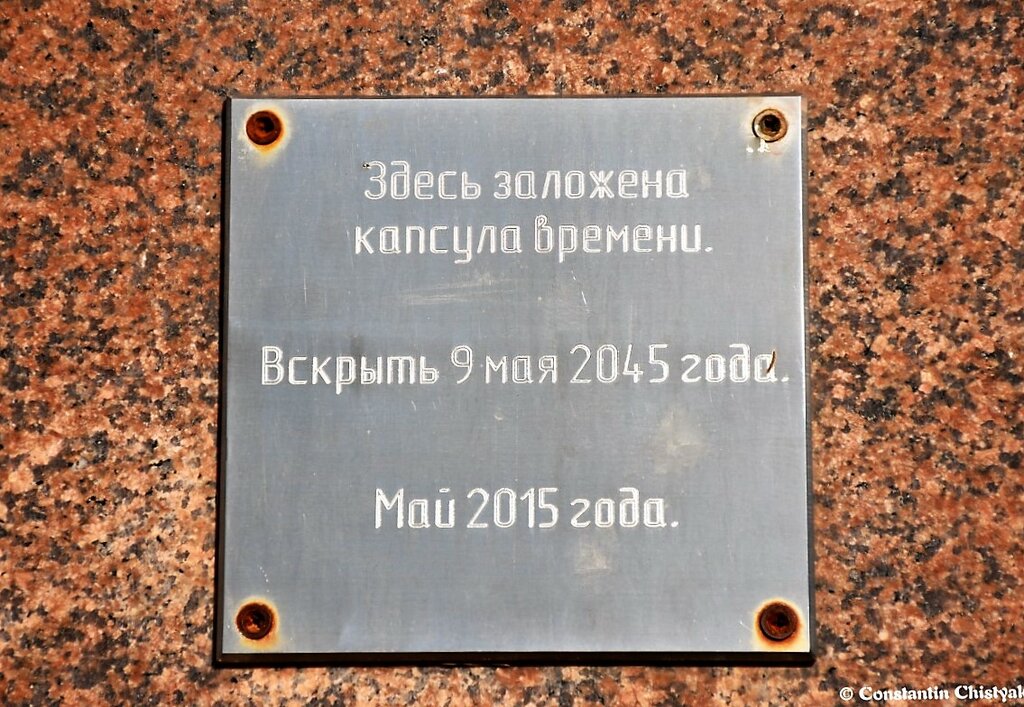 Здесь заложена
капсула времени.
Вскрыть 9 мая 2045 года.
Май 2015 года.
© Constantin Chistyak